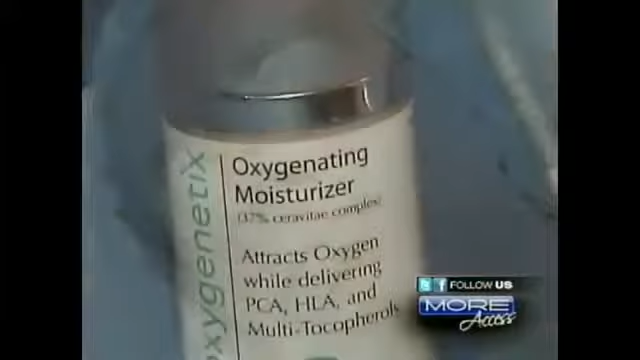 oxygenetix
Oxygenating
Moisturizer
(37% ceravitae complex)
Attracts Oxygen
while delivering
PCA, HLA, and
Multi-Tocopherols
FOLLOW US
MORE
Access